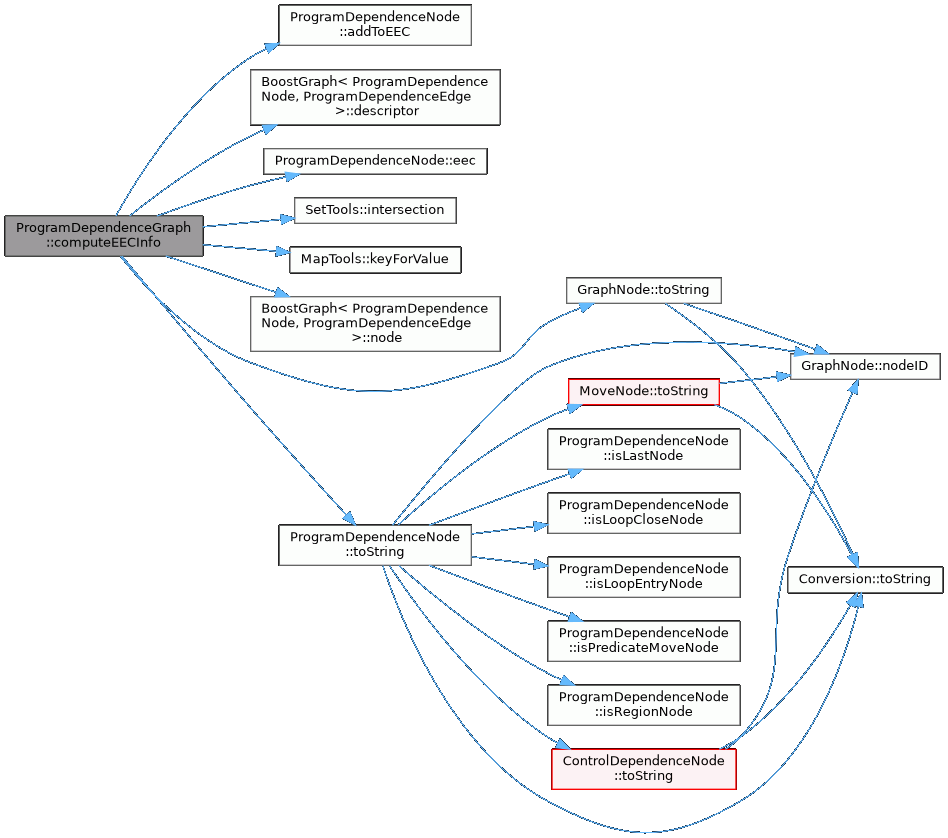 ProgramDependenceNode
::addToEEC
BoostGraph< ProgramDependence
Node, ProgramDependenceEdge
>::descriptor
ProgramDependenceNode::eec
SetTools::intersection
ProgramDependenceGraph
::computeEECInfo
MapTools::keyForValue
BoostGraph< ProgramDependence
Node, ProgramDependenceEdge
>::node
GraphNode::toString
GraphNode::nodeID
MoveNode::toString
ProgramDependenceNode
::isLastNode
ProgramDependenceNode
::isLoopCloseNode
ProgramDependenceNode
::toString
ProgramDependenceNode
::isLoopEntryNode
Conversion::toString
ProgramDependenceNode
::isPredicateMoveNode
ProgramDependenceNode
::isRegionNode
ControlDependenceNode
::toString